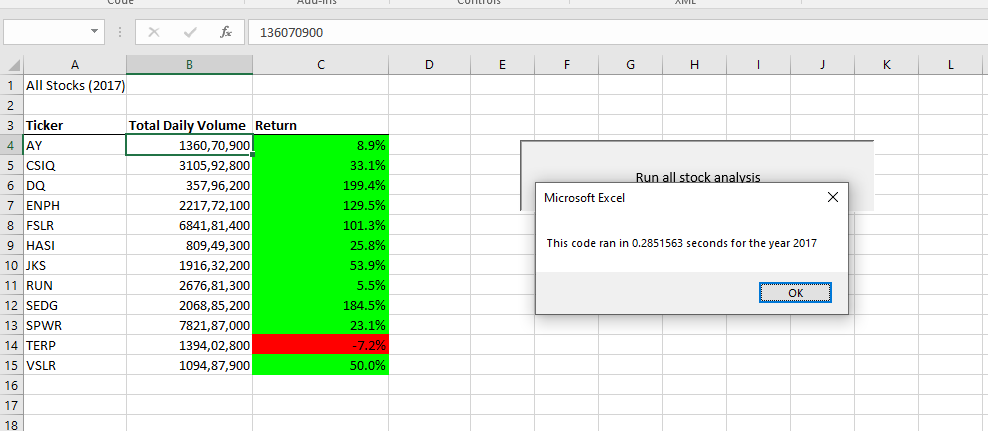 Code Add-ins Controls XML
fx 136070900
A B C D E F G H I J K L
1 All Stocks (2017)
2
3 Ticker Total Daily Volume Return
4 AY 1360,70,900 8.9%
5 CSIQ 3105,92,800 33.1%
6 DQ 357,96,200 199.4%
7 ENPH 2217,72,100 129.5%
8 FSLR 6841,81,400 101.3%
9 HASI 809,49,300 25.8%
10 JKS 1916,32,200 53.9%
11 RUN 2676,81,300 5.5%
12 SEDG 2068,85,200 184.5%
13 SPWR 7821,87,000 23.1%
14 TERP 1394,02,800 -7.2%
15 VSLR 1094,87,900 50.0%
16
17
18
Run all stock analysis
Microsoft Excel
This code ran in 0.2851563 seconds for the year 2017
OK